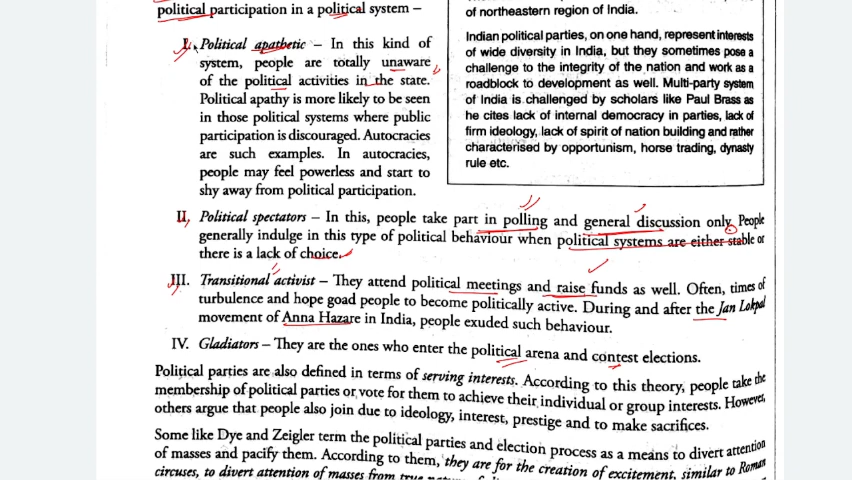 political participation in a political system –
I. Political apathetic – In this kind of
system, people are totally unaware
of the political activities in the state.
Political apathy is more likely to be seen
in those political systems where public
participation is discouraged. Autocracies
are such examples. In autocracies,
people may feel powerless and start to
shy away from political participation.
of northeastern region of India.
Indian political parties, on one hand, represent interests
of wide diversity in India, but they sometimes pose a
challenge to the integrity of the nation and work as a
roadblock to development as well. Multi-party system
of India is challenged by scholars like Paul Brass as
he cites lack of internal democracy in parties, lack of
firm ideology, lack of spirit of nation building and rather
characterised by opportunism, horse trading, dynasty
rule etc.
II. Political spectators – In this, people take part in polling and general discussion only. People
generally indulge in this type of political behaviour when political systems are either stable or
there is a lack of choice.
III. Transitional activist – They attend political meetings and raise funds as well. Often, times of
turbulence and hope goad people to become politically active. During and after the Jan Lokpal
movement of Anna Hazare in India, people exuded such behaviour.
IV. Gladiators – They are the ones who enter the political arena and contest elections.
Political parties are also defined in terms of serving interests. According to this theory, people take the
membership of political parties or vote for them to achieve their individual or group interests. However,
others argue that people also join due to ideology, interest, prestige and to make sacrifices.
Some like Dye and Zeigler term the political parties and election process as a means to divert attention
of masses and pacify them. According to them, they are for the creation of excitement, similar to Roman
circuses, to divert attention of masses from true nature of